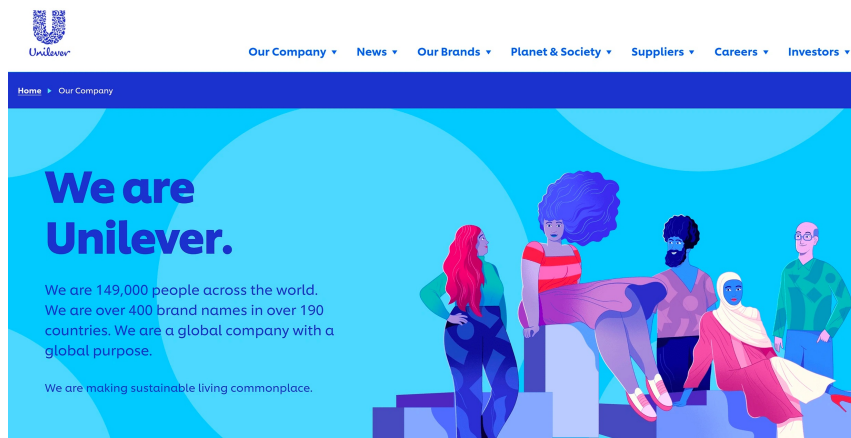 Unilever
Our Company ▼ News ▼ Our Brands ▼ Planet & Society ▼ Suppliers ▼ Careers ▼ Investors ▼
Home ▶ Our Company
We are
Unilever.
We are 149,000 people across the world.
We are over 400 brand names in over 190
countries. We are a global company with a
global purpose.
We are making sustainable living commonplace.